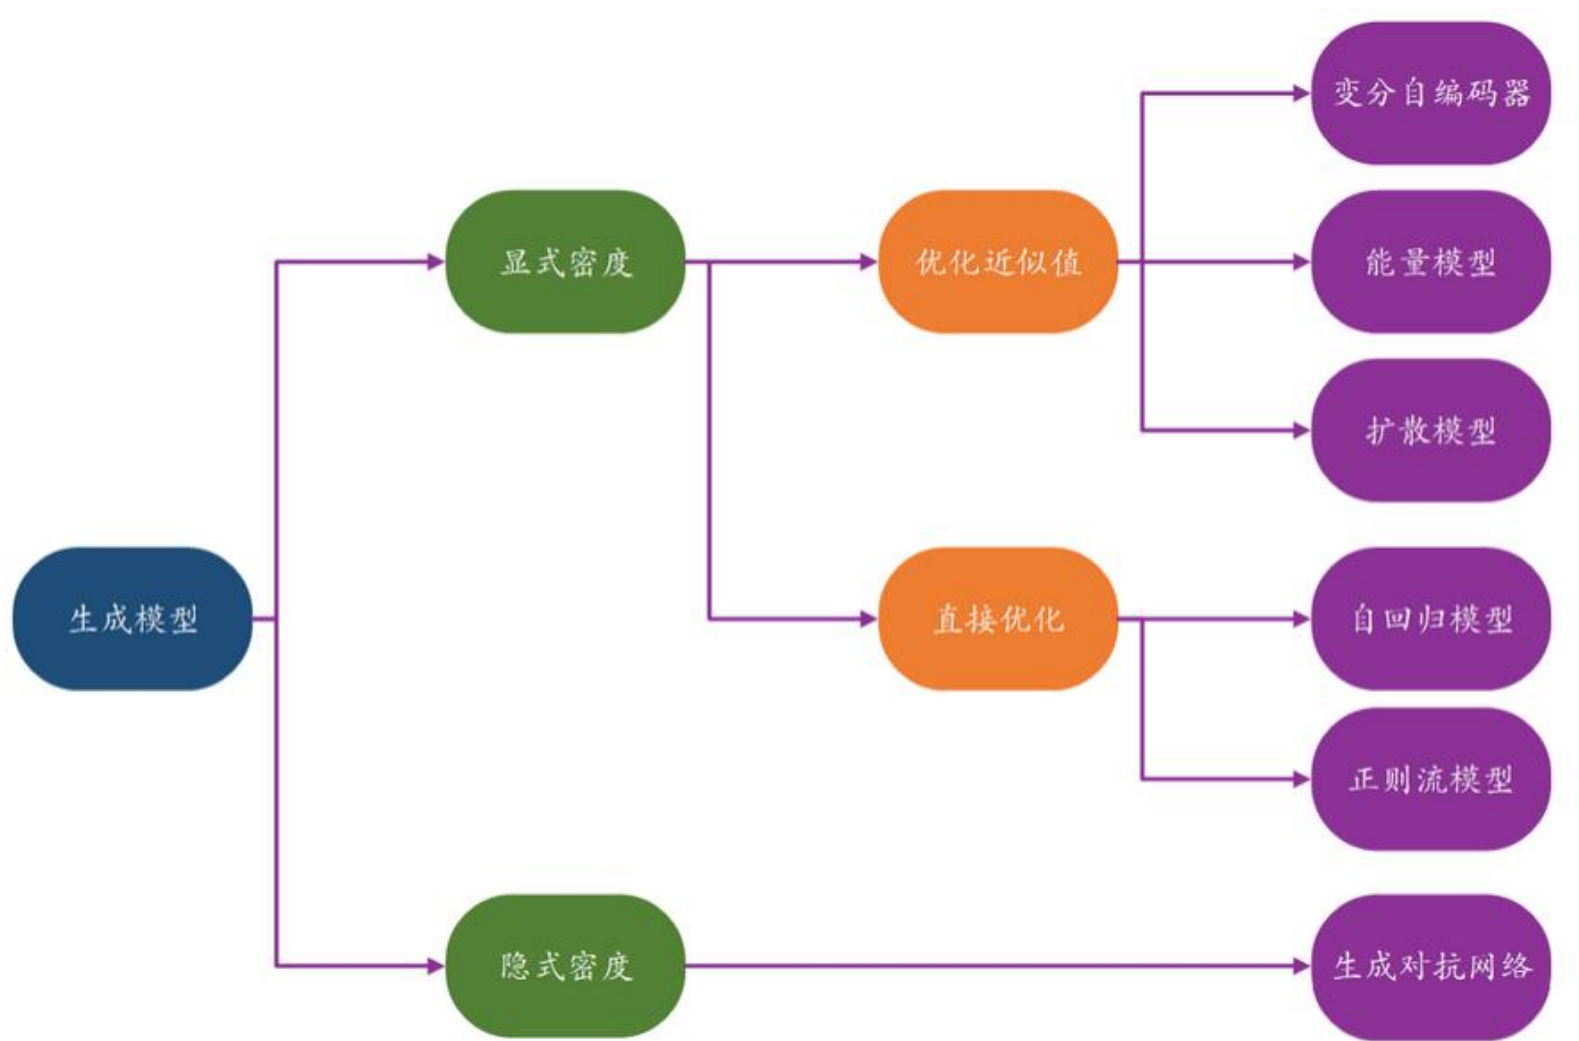 变分自编码器
显式密度
优化近似值
能量模型
扩散模型
生成模型
直接优化
自回归模型
正则流模型
隐式密度
生成对抗网络